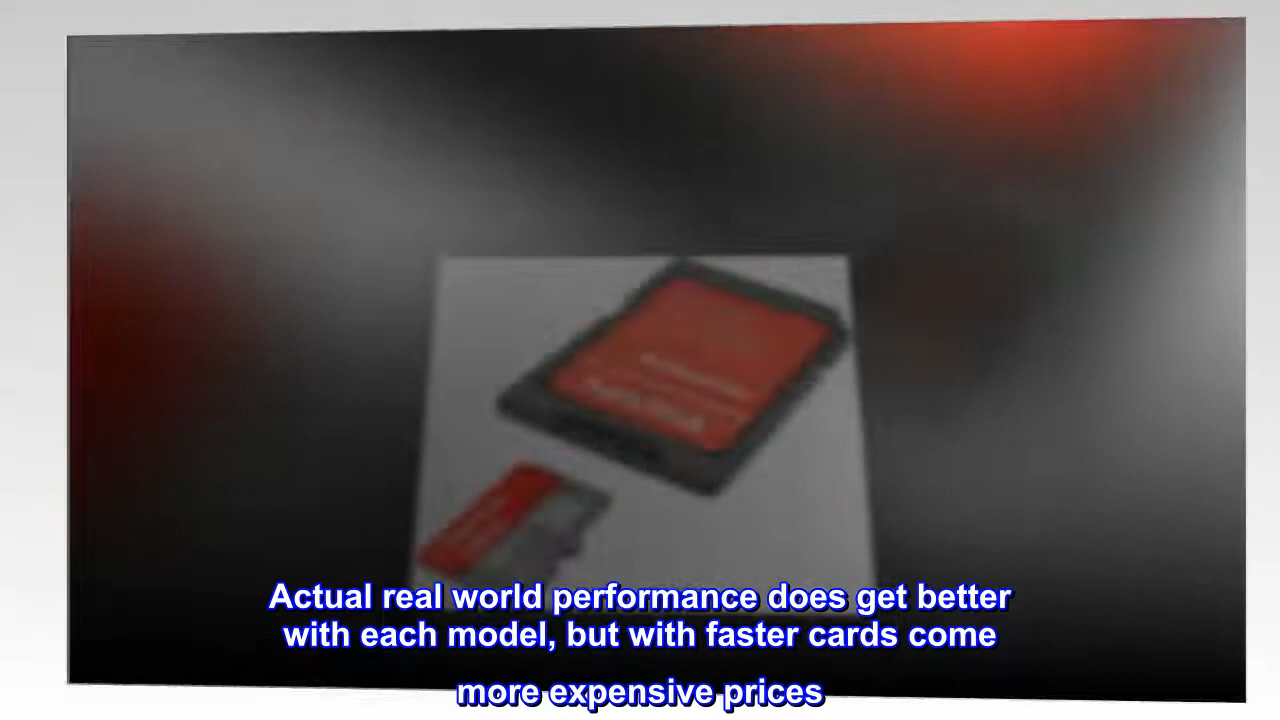 Actual real world performance does get better
with each model, but with faster cards come
more expensive prices